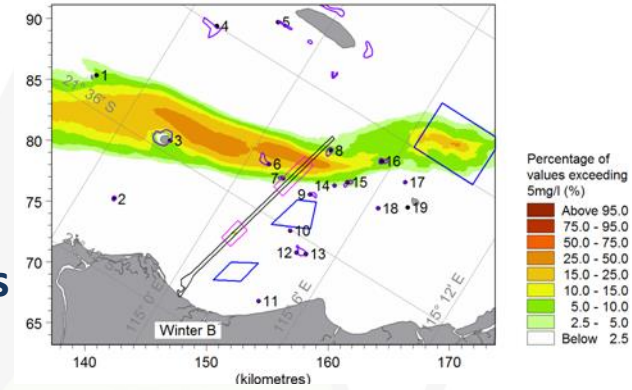 90
85
80
75
70
65
140
150
160
170
(kilometres)
21° 36' S
115° 0' E
115° 6' E
115° 12' E
1
2
3
4
5
6
7
8
9
10
11
12
13
14
15
16
17
18
19
Winter B
s
Percentage of
values exceeding
5mg/l (%)
Above 95.0
75.0 - 95.0
50.0 - 75.0
25.0 - 50.0
15.0 - 25.0
10.0 - 15.0
5.0 - 10.0
2.5 - 5.0
Below 2.5